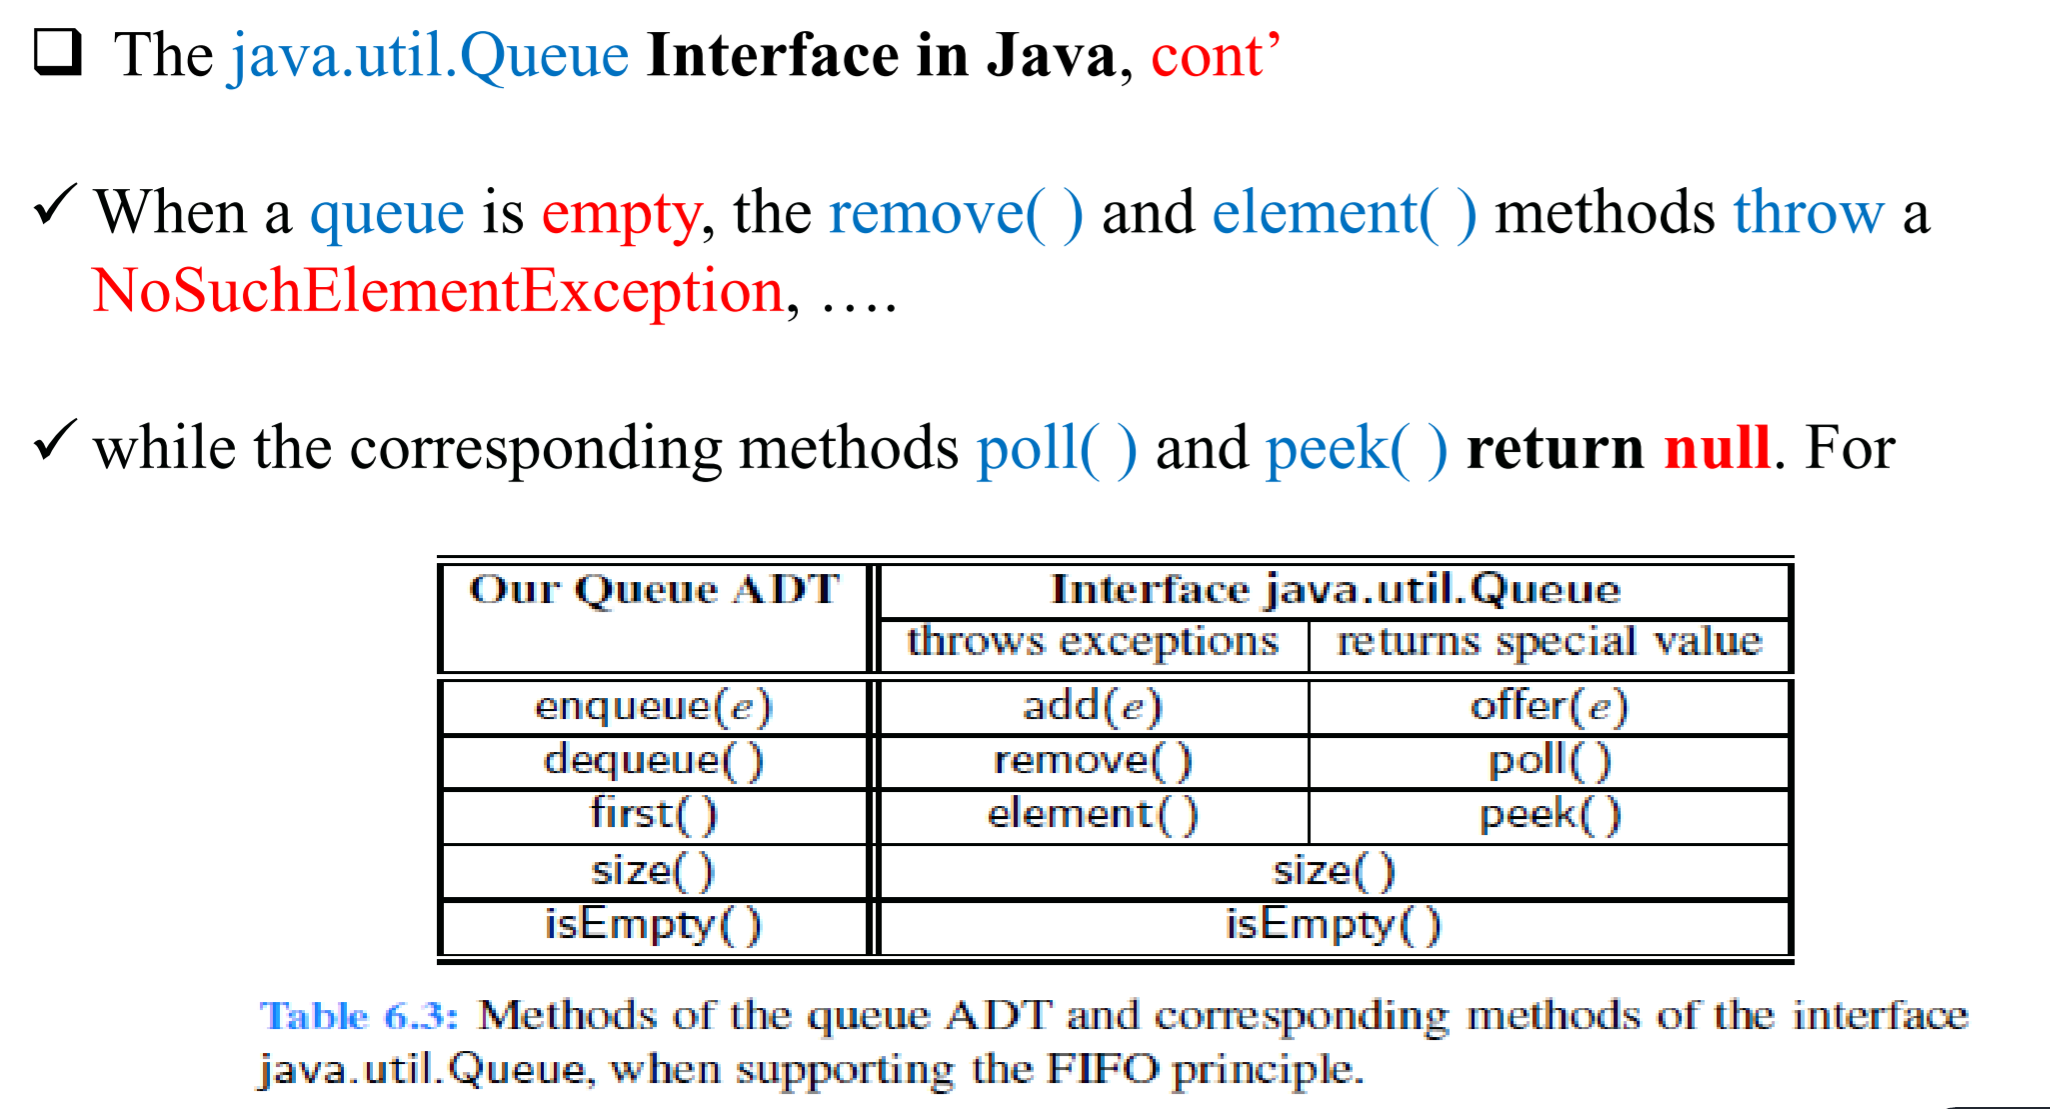 The java.util.Queue Interface in Java, cont’
✓ When a queue is empty, the remove( ) and element( ) methods throw a
NoSuchElementException, ….
✓ while the corresponding methods poll( ) and peek( ) return null. For
Our Queue ADT Interface java.util.Queue
throws exceptions returns special value
enqueue(e) add(e) offer(e)
dequeue( ) remove( ) poll( )
first( ) element( ) peek( )
size( ) size( )
isEmpty( ) isEmpty( )
Table 6.3: Methods of the queue ADT and corresponding methods of the interface
java.util.Queue, when supporting the FIFO principle.